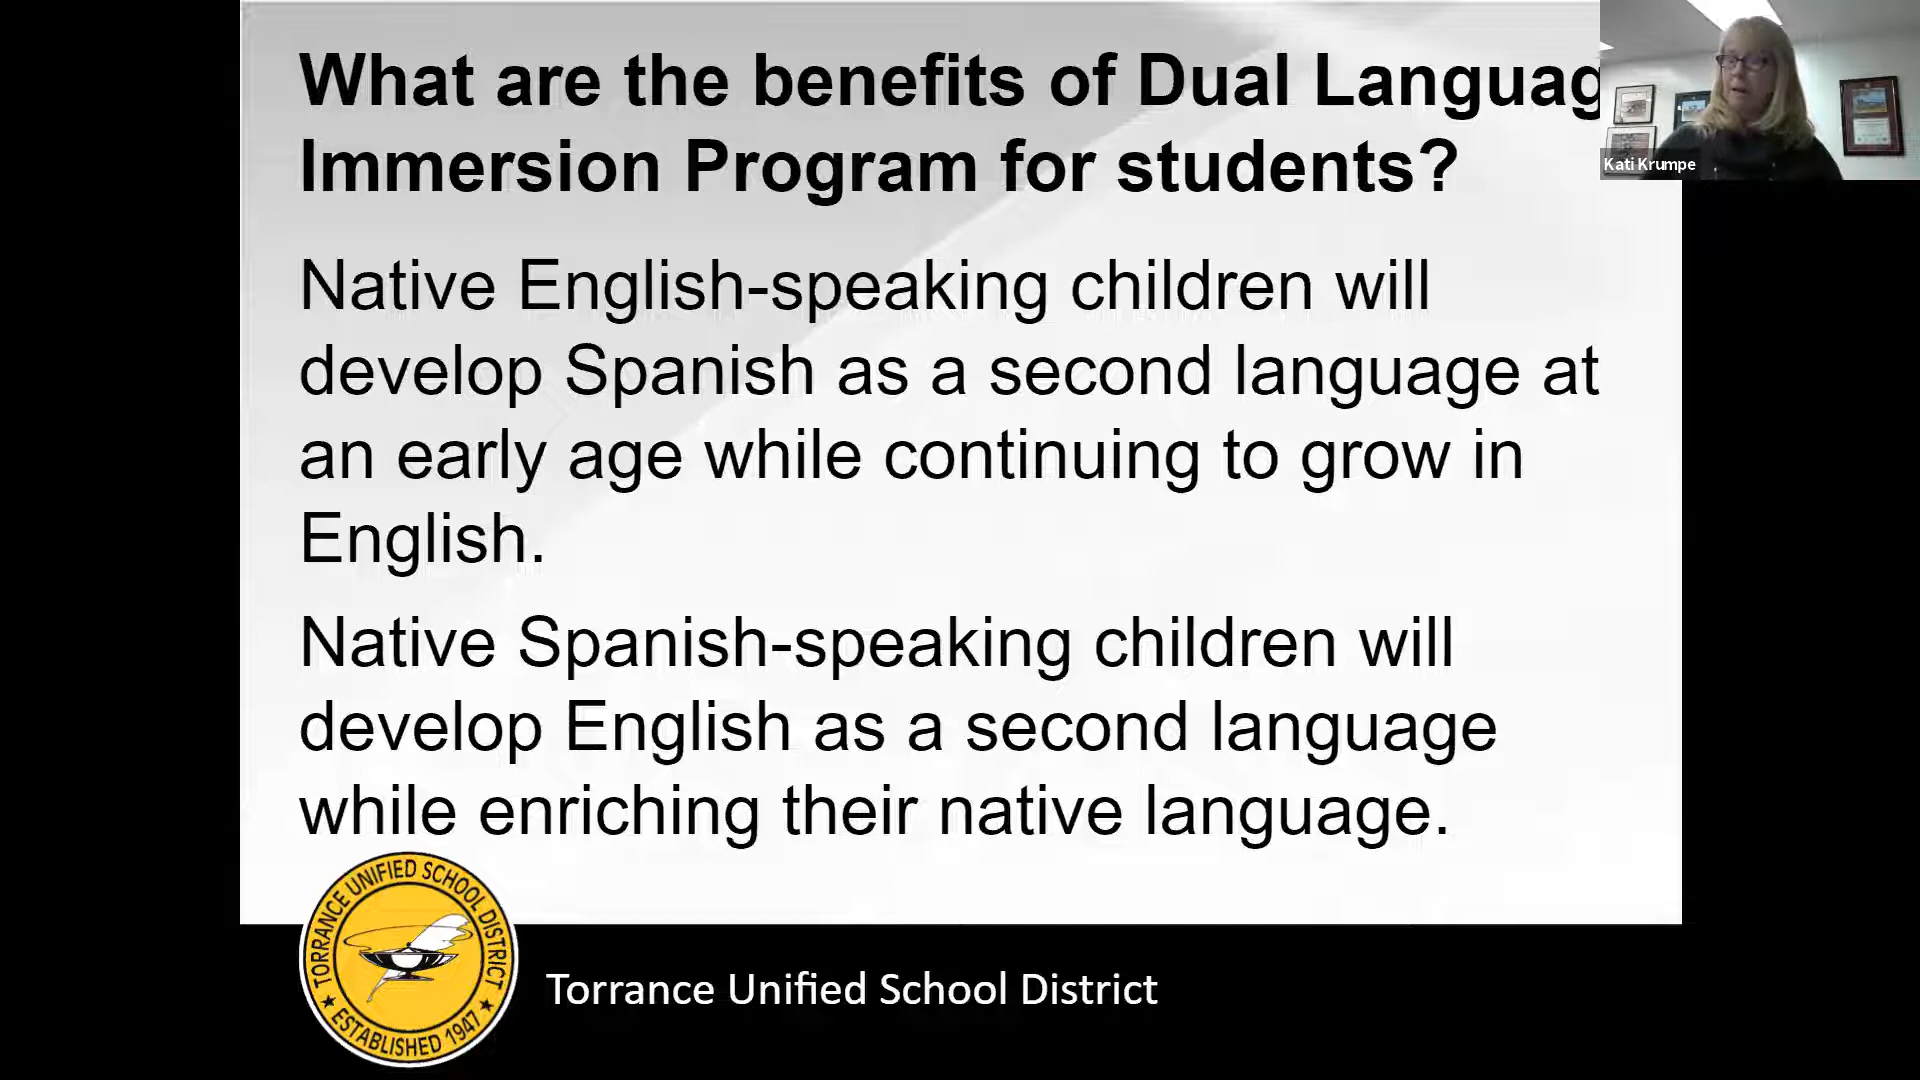 What are the benefits of Dual Languag
Immersion Program for students?
Native English-speaking children will
develop Spanish as a second language at
an early age while continuing to grow in
English.
Native Spanish-speaking children will
develop English as a second language
while enriching their native language.
Kati Krumpe
TORRANCE UNIFIED SCHOOL DISTRICT
ESTABLISHED 1947
Torrance Unified School District